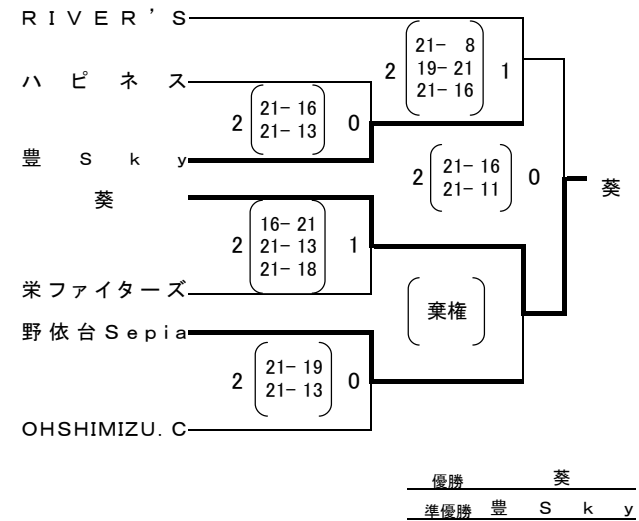 RIVER'S
21- 8
2 19- 21 1
21- 16
ハピネス
2 21- 16 0
21- 13
豊Sky
2 21- 16 0
21- 11
葵
葵
16- 21
2 21- 13 1
21- 18
栄ファイターズ
棄権
野依台Sepia
2 21- 19 0
21- 13
OHSHIMIZU.C
優勝 葵
準優勝 豊Sky